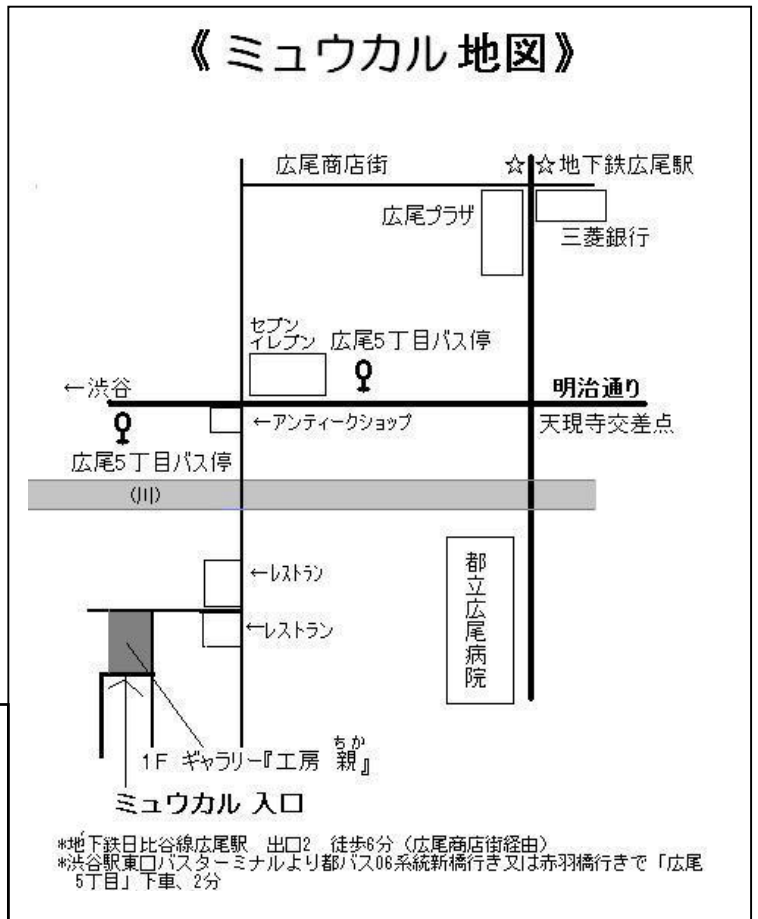 《ミュウカル 地図》
広尾商店街
☆☆地下鉄広尾駅
広尾プラザ
三菱銀行
セブン
イレブン
広尾5丁目バス停
←渋谷
明治通り
←アンティークショップ
天現寺交差点
広尾5丁目バス停
(川)
←レストラン
都立広尾病院
←レストラン
ちか
1F ギャラリー『工房 親』
ミュウカル 入口
*地下鉄日比谷線広尾駅 出口2 徒歩6分(広尾商店街経由)
*渋谷駅東口バスターミナルより都バス06系統新橋行き又は赤羽橋行きで「広尾
5丁目」下車、2分